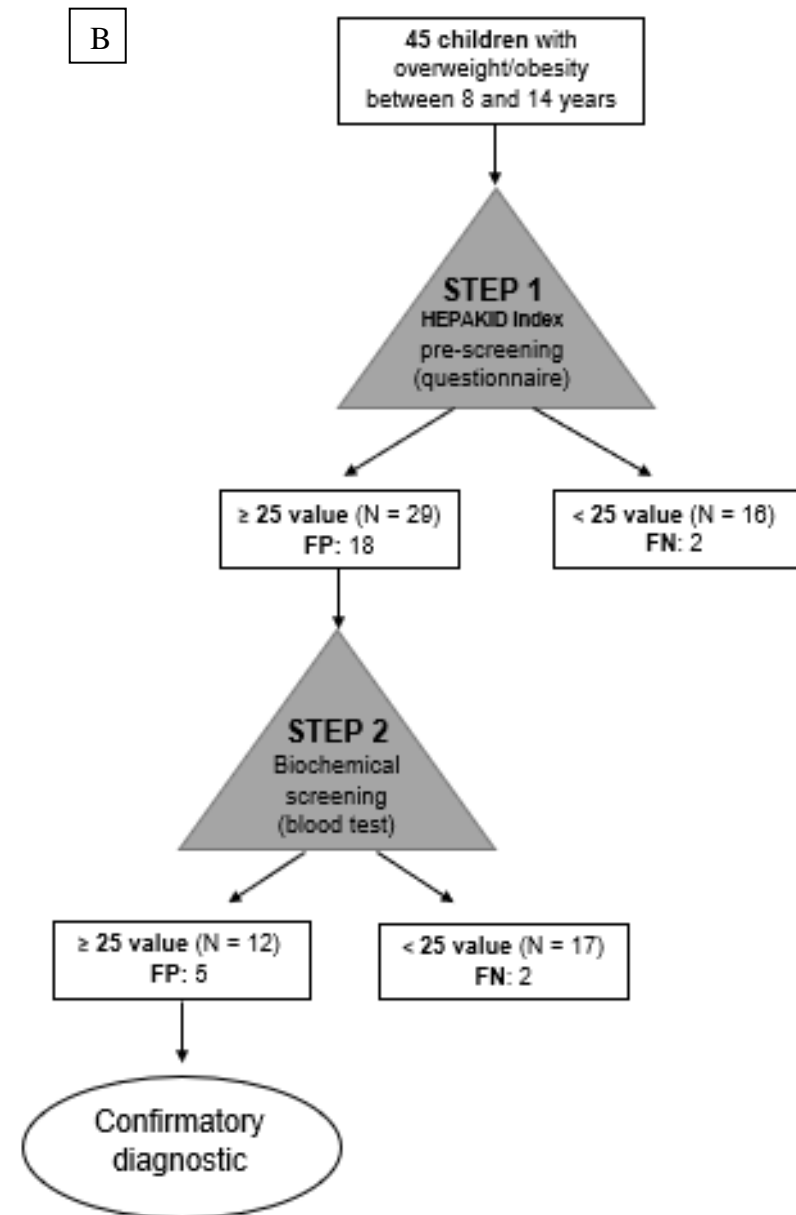 B
45 children with
overweight/obesity
between 8 and 14 years
STEP 1
HEPAKID Index
pre-screening
(questionnaire)
≥ 25 value (N = 29)
FP: 18
< 25 value (N = 16)
FN: 2
STEP 2
Biochemical
screening
(blood test)
≥ 25 value (N = 12)
FP: 5
< 25 value (N = 17)
FN: 2
Confirmatory
diagnostic